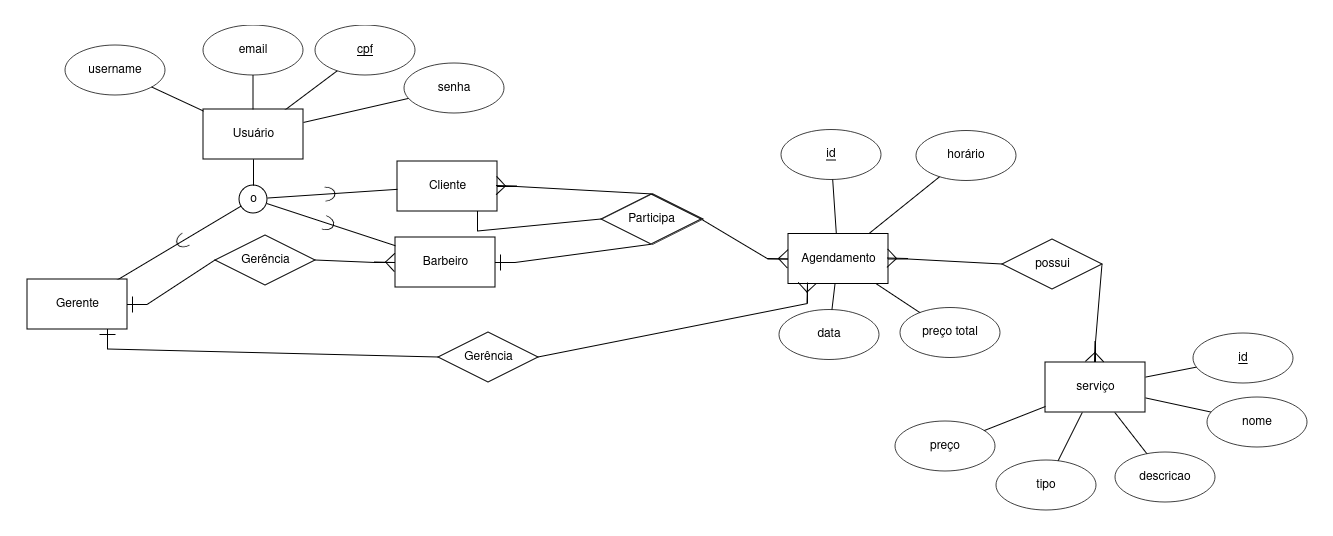 username
email
cpf
senha
Usuário
o
Cliente
Barbeiro
Gerência
Gerente
Gerência
Participa
id
horário
Agendamento
data
preço total
possui
serviço
id
nome
descricao
tipo
preço